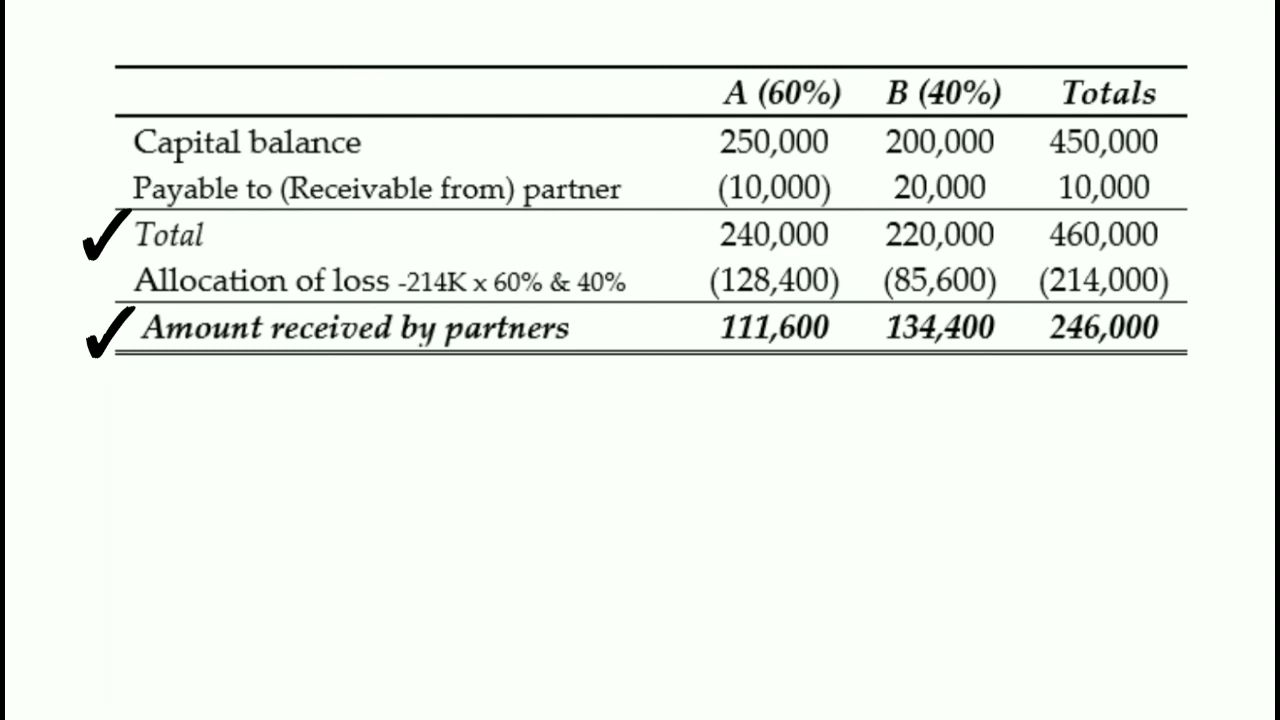 A (60%) B (40%) Totals
Capital balance 250,000 200,000 450,000
Payable to (Receivable from) partner (10,000) 20,000 10,000
Total 240,000 220,000 460,000
Allocation of loss -214K x 60% & 40% (128,400) (85,600) (214,000)
Amount received by partners 111,600 134,400 246,000